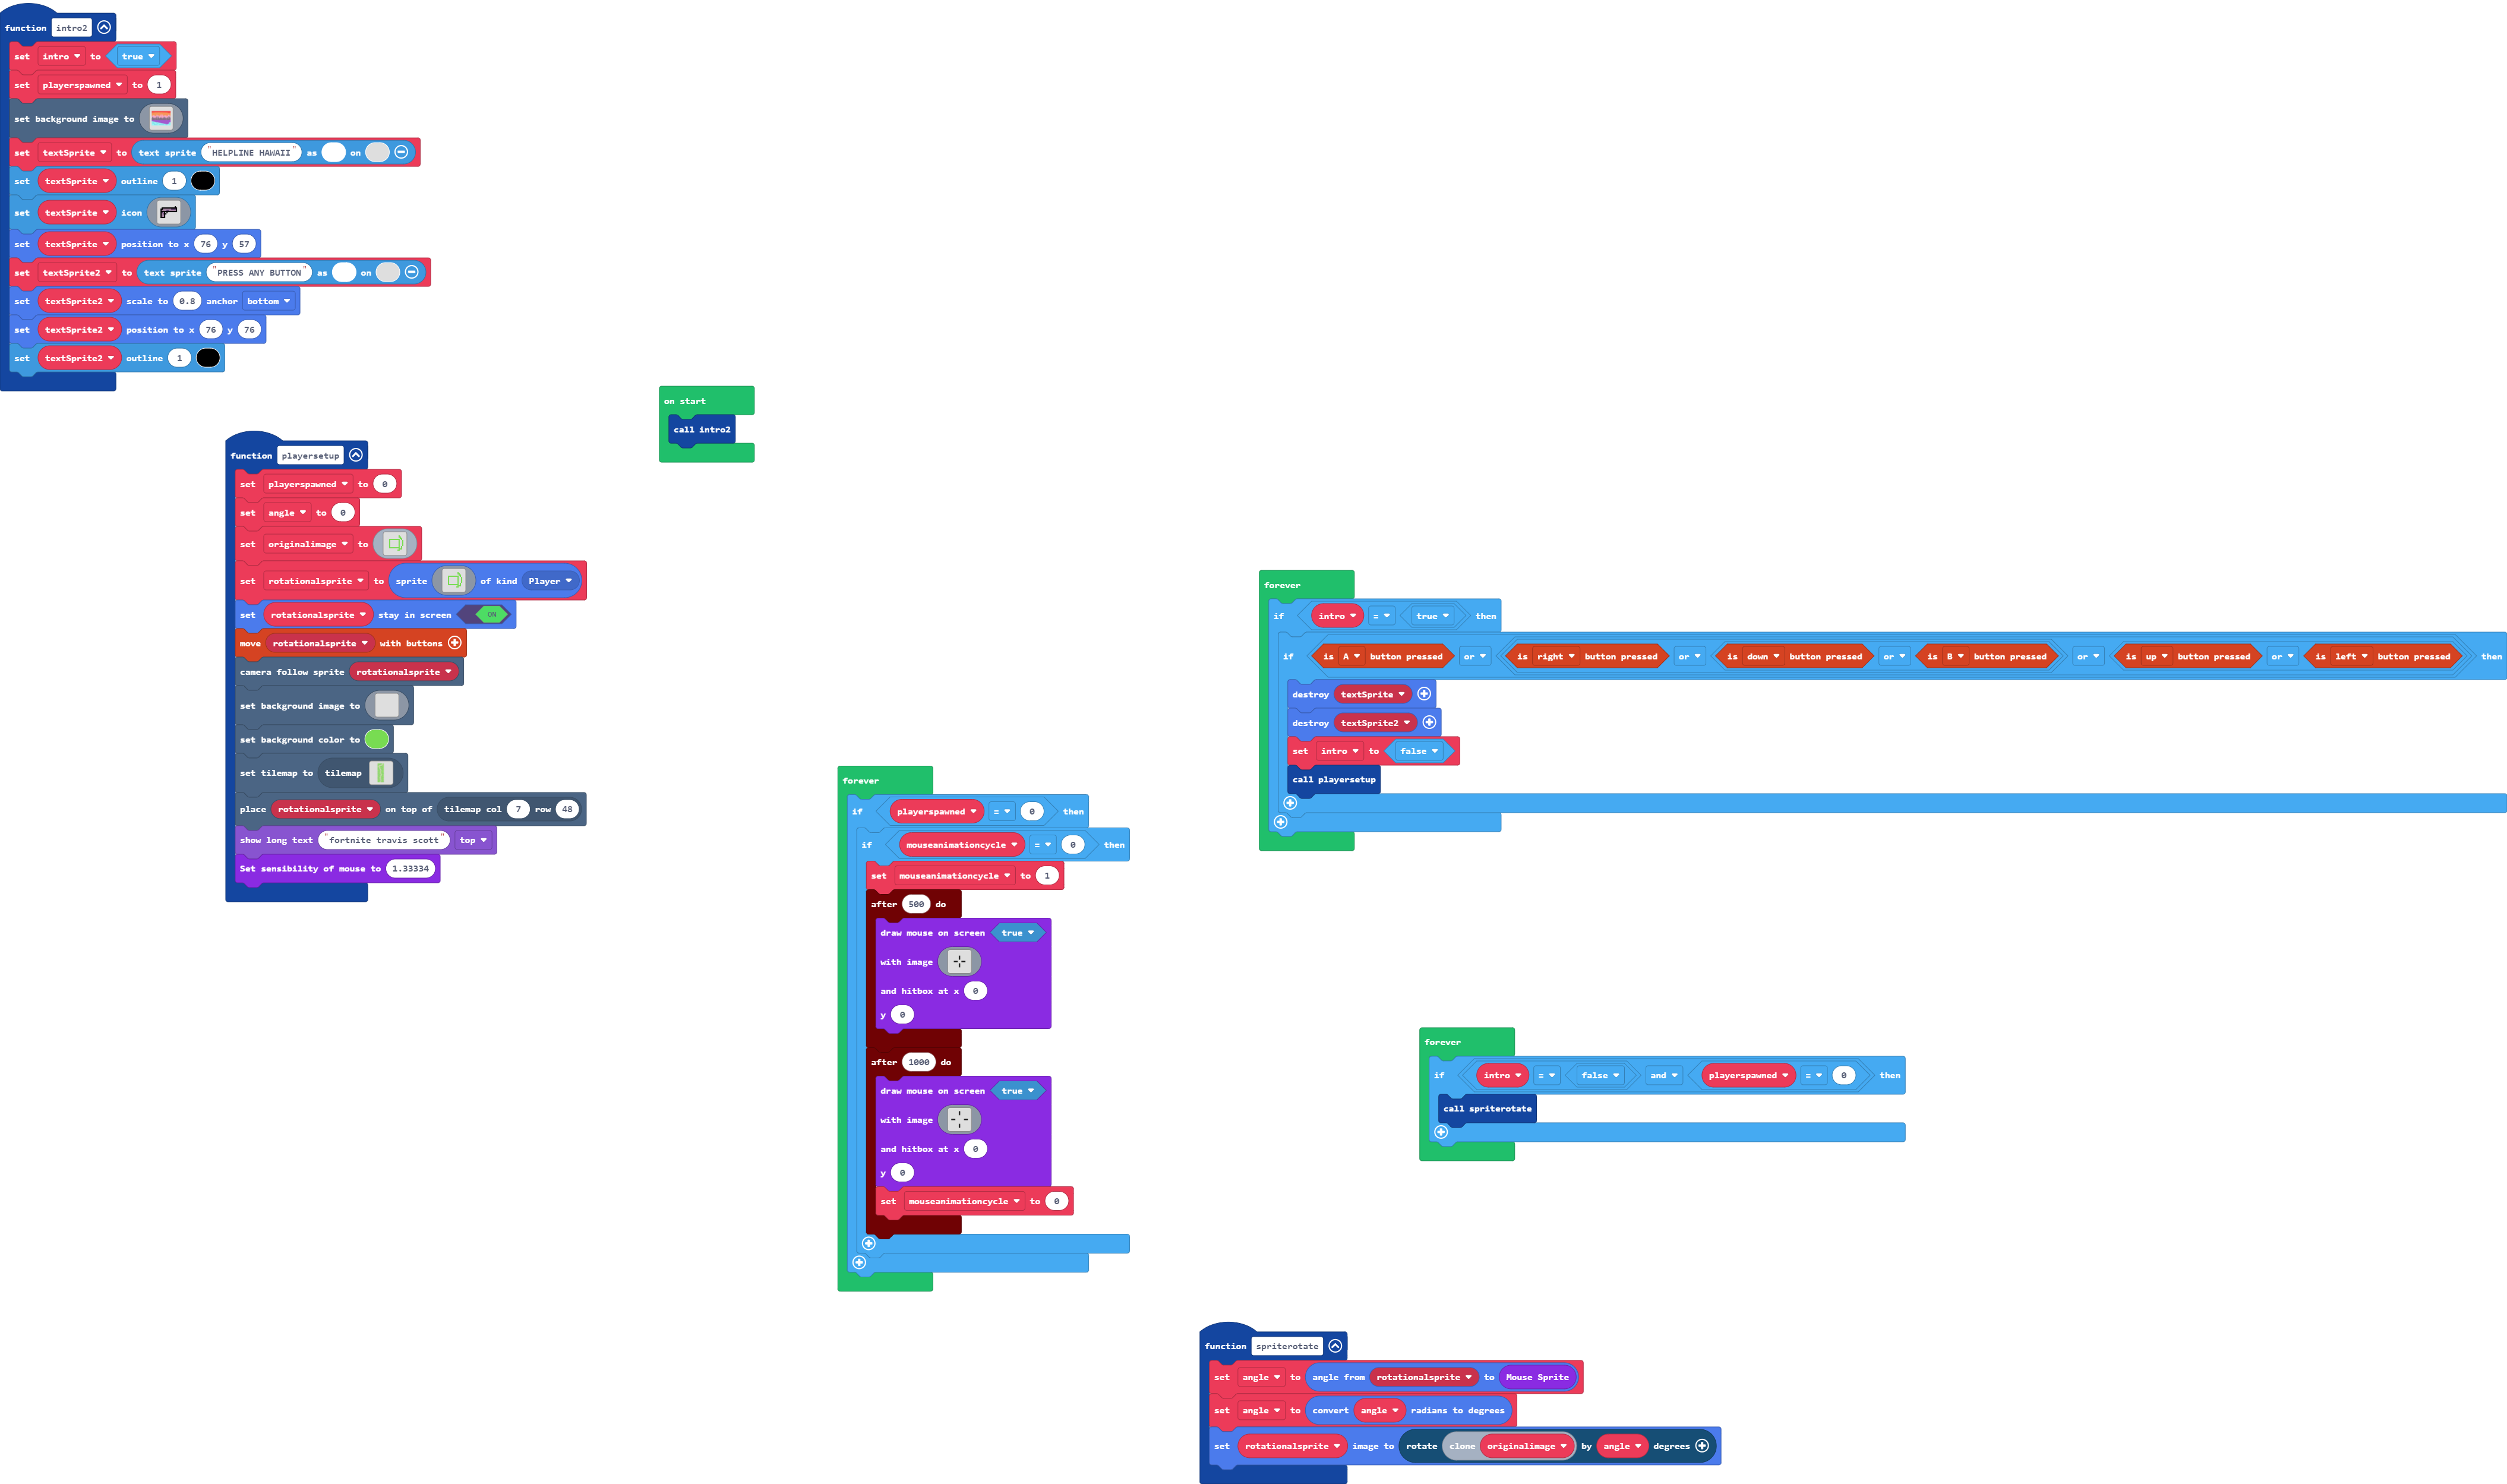 function intro2
set intro to true
set playerspawned to 1
set background image to
set textSprite to text sprite "HELPLINE HAWAII" as on
set textSprite outline 1
set textSprite icon
set textSprite position to x 76 y 57
set textSprite2 to text sprite "PRESS ANY BUTTON" as on
set textSprite2 scale to 0.8 anchor bottom
set textSprite2 position to x 76 y 76
set textSprite2 outline 1
on start
call intro2
function playersetup
set playerspawned to 0
set angle to 0
set originalimage to
set rotationalsprite to sprite of kind Player
set rotationalsprite stay in screen ON
move rotationalsprite with buttons
camera follow sprite rotationalsprite
set background image to
set background color to
set tilemap to tilemap
place rotationalsprite on top of tilemap col 7 row 48
show long text "fortnite travis scott" top
Set sensibility of mouse to 1.33334
forever
if playerspawned = 0 then
if mouseanimationcycle = 0 then
set mouseanimationcycle to 1
after 500 do
draw mouse on screen true
with image
and hitbox at x 0
y 0
after 1000 do
draw mouse on screen true
with image
and hitbox at x 0
y 0
set mouseanimationcycle to 0
forever
if intro = true then
if is A button pressed or is right button pressed or is down button pressed or is B button pressed or is up button pressed or is left button pressed then
destroy textSprite
destroy textSprite2
set intro to false
call playersetup
forever
if intro = false and playerspawned = 0 then
call spriterotate
function spriterotate
set angle to angle from rotationalsprite to Mouse Sprite
set angle to convert angle radians to degrees
set rotationalsprite image to rotate clone originalimage by angle degrees